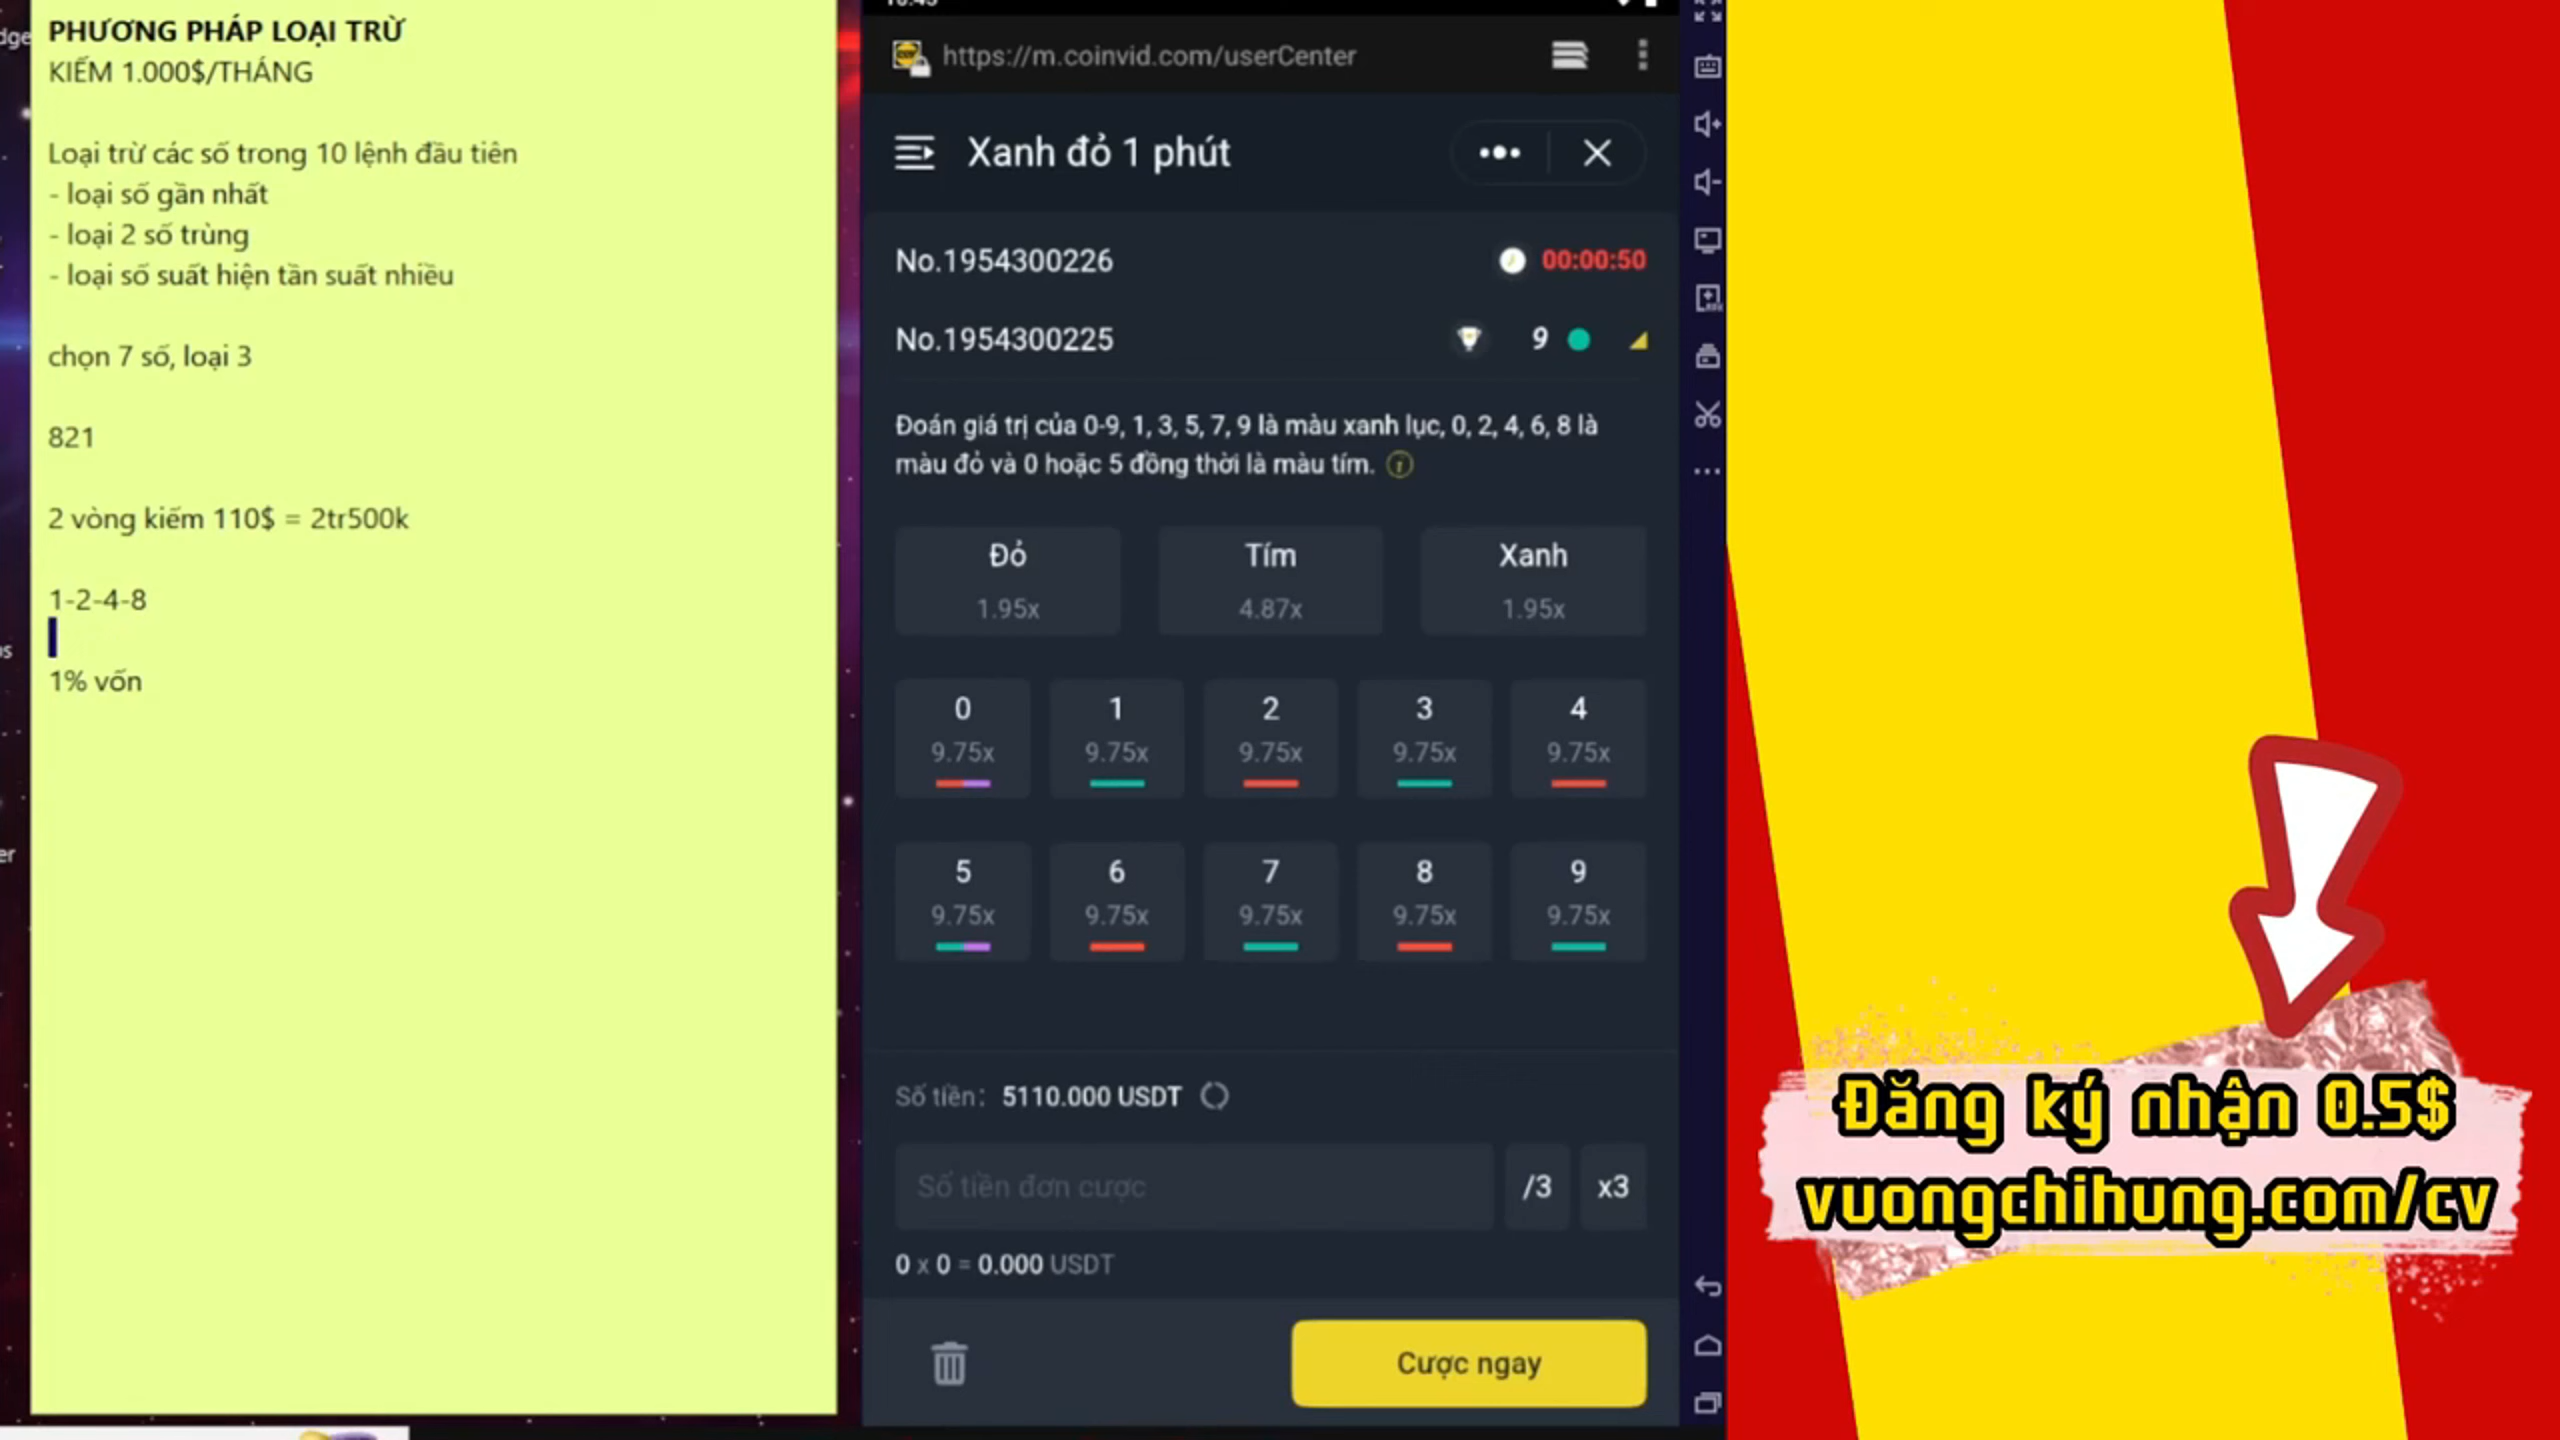 PHƯƠNG PHÁP LOẠI TRỪ
KIẾM 1.000$/THÁNG
Loại trừ các số trong 10 lệnh đầu tiên
- loại số gần nhất
- loại 2 số trùng
- loại số suất hiện tần suất nhiều
chọn 7 số, loại 3
821
2 vòng kiếm 110$ = 2tr500k
1-2-4-8
1% vốn
https://m.coinvid.com/userCenter
Xanh đỏ 1 phút
No.1954300226 00:00:50
No.1954300225 9
Đoán giá trị của 0-9, 1, 3, 5, 7, 9 là màu xanh lục, 0, 2, 4, 6, 8 là
màu đỏ và 0 hoặc 5 đồng thời là màu tím.
Đỏ Tím Xanh
1.95x 4.87x 1.95x
0 1 2 3 4
9.75x 9.75x 9.75x 9.75x 9.75x
5 6 7 8 9
9.75x 9.75x 9.75x 9.75x 9.75x
Số tiền: 5110.000 USDT
Số tiền đơn cược /3 x3
0 x 0 = 0.000 USDT
Cược ngay
Đăng ký nhận 0.5$
vuongchihung.com/cv